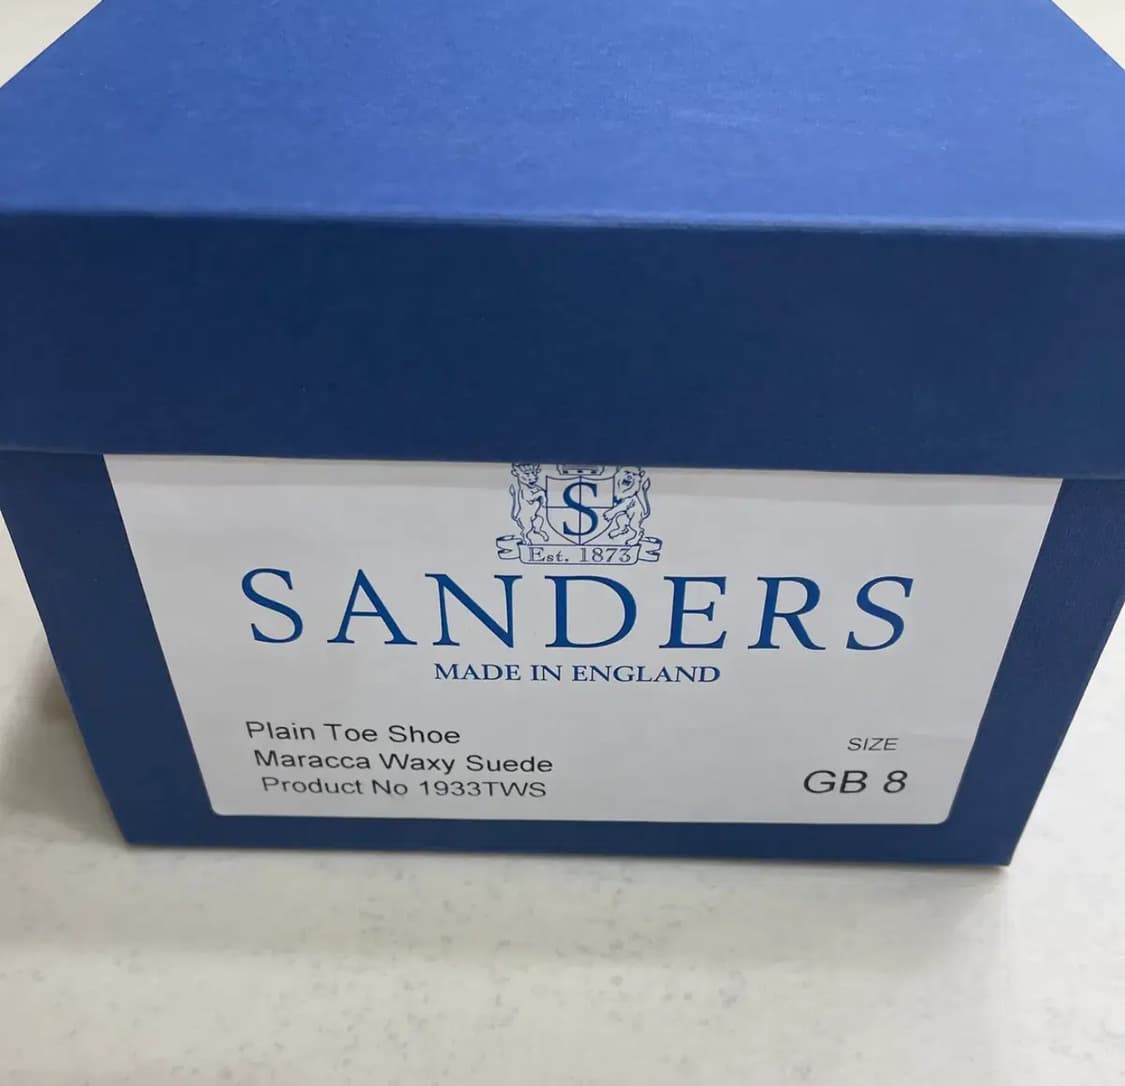 S
Est. 1873
SANDERS
MADE IN ENGLAND
Plain Toe Shoe
Maracca Waxy Suede
Product No 1933TWS
SIZE
GB 8